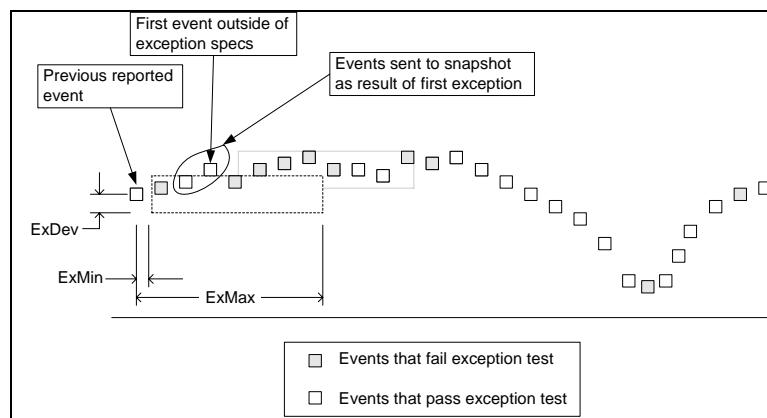 First event outside of
exception specs
Events sent to snapshot
as result of first exception
Previous reported
event
ExDev
ExMin
ExMax
Events that fail exception test
Events that pass exception test